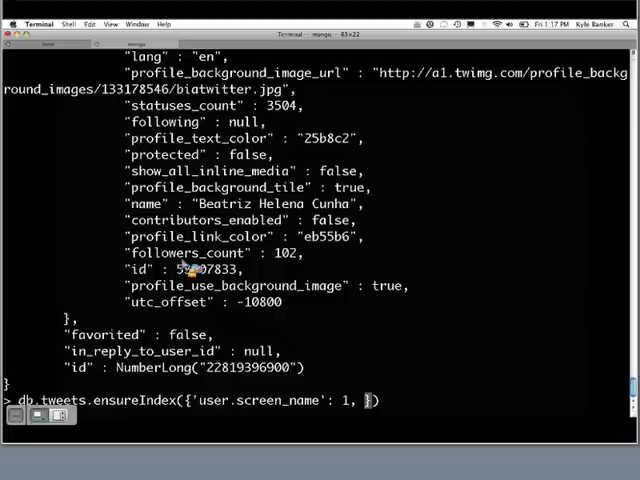 Terminal Shell Edit View Window Help Fri 1:17 PM Kyle Banker
Terminal — mongo — 83×22
mongo
"lang" : "en",
"profile_background_image_url" : "http://a1.twimg.com/profile_backg
round_images/133178546/biatwitter.jpg",
"statuses_count" : 3504,
"following" : null,
"profile_text_color" : "25b8c2",
"protected" : false,
"show_all_inline_media" : false,
"profile_background_tile" : true,
"name" : "Beatriz Helena Cunha",
"contributors_enabled" : false,
"profile_link_color" : "eb55b6",
"followers_count" : 102,
"id" :
"profile_use_background_image" : true,
"utc_offset" : -10800
},
"favorited" : false,
"in_reply_to_user_id" : null,
"id" : NumberLong("22819396900")
}
> db.tweets.ensureIndex({'user.screen_name': 1, })